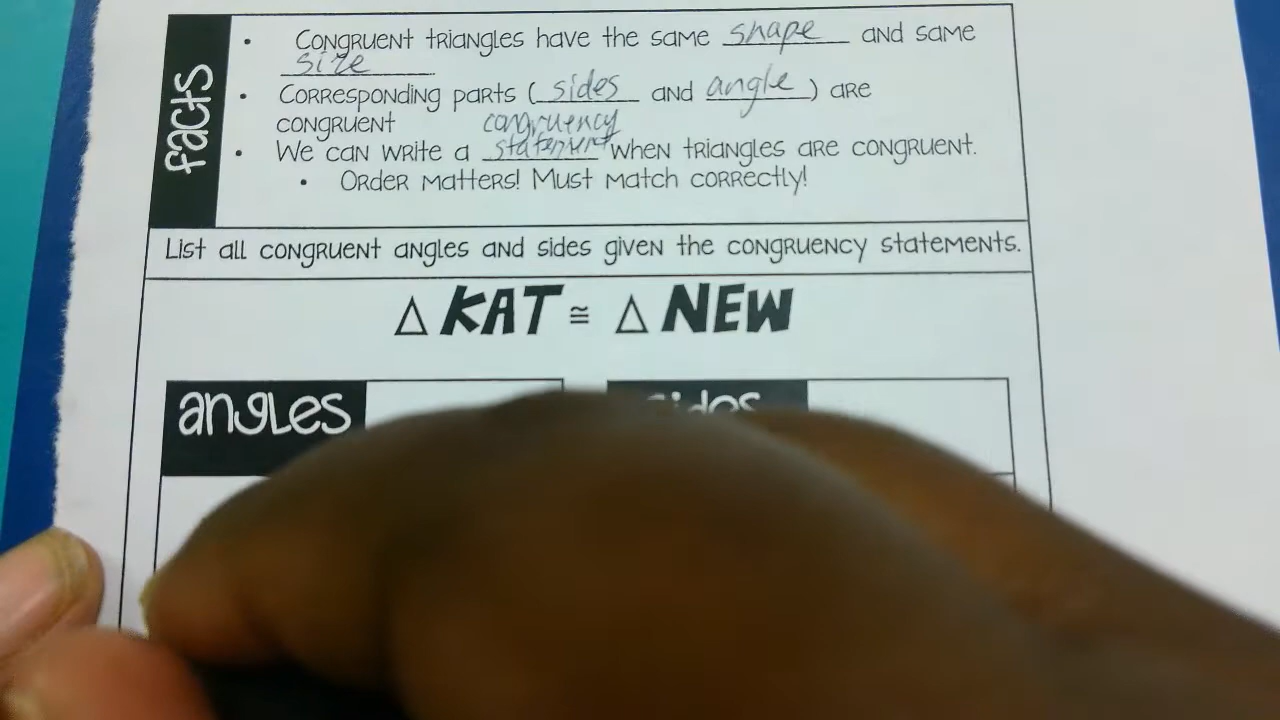 facts
• Congruent triangles have the same shape and same
size
• Corresponding parts (sides and angle) are
congruent congruency
• We can write a statement when triangles are congruent.
• Order matters! Must match correctly!
List all congruent angles and sides given the congruency statements.
Δ KAT ≅ Δ NEW
angles sides